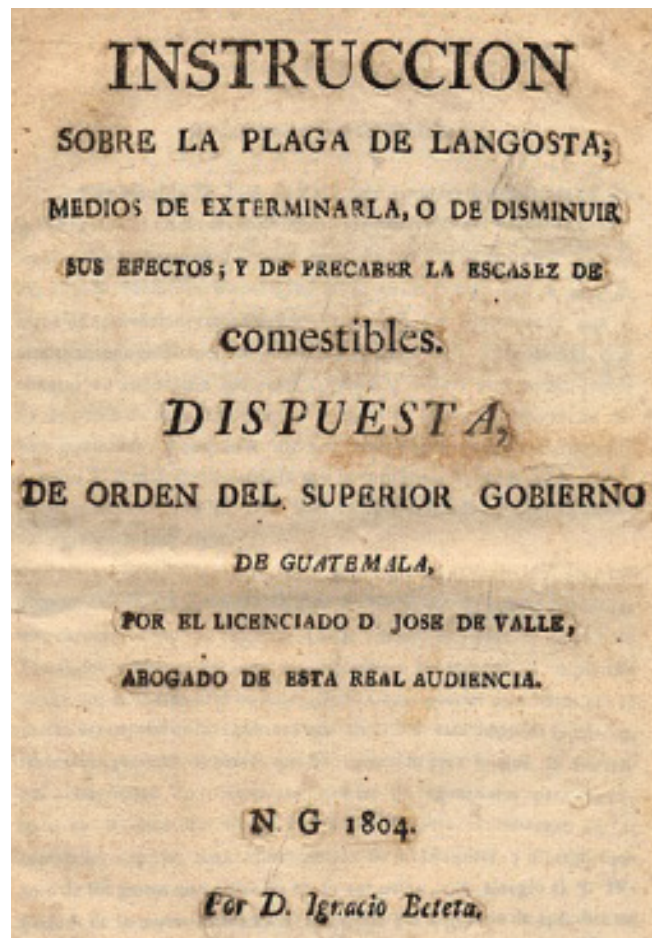 INSTRUCCION
SOBRE LA PLAGA DE LANGOSTA;
MEDIOS DE EXTERMINARLA, O DE DISMINUIR
SUS EFECTOS; Y DE PRECABER LA ESCASEZ DE
comestibles.
DISPUESTA,
DE ORDEN DEL SUPERIOR GOBIERNO
DE GUATEMALA,
POR EL LICENCIADO D JOSE DE VALLE,
ABOGADO DE ESTA REAL AUDIENCIA.
N G 1804.
Por D. Ignacio Beteta.